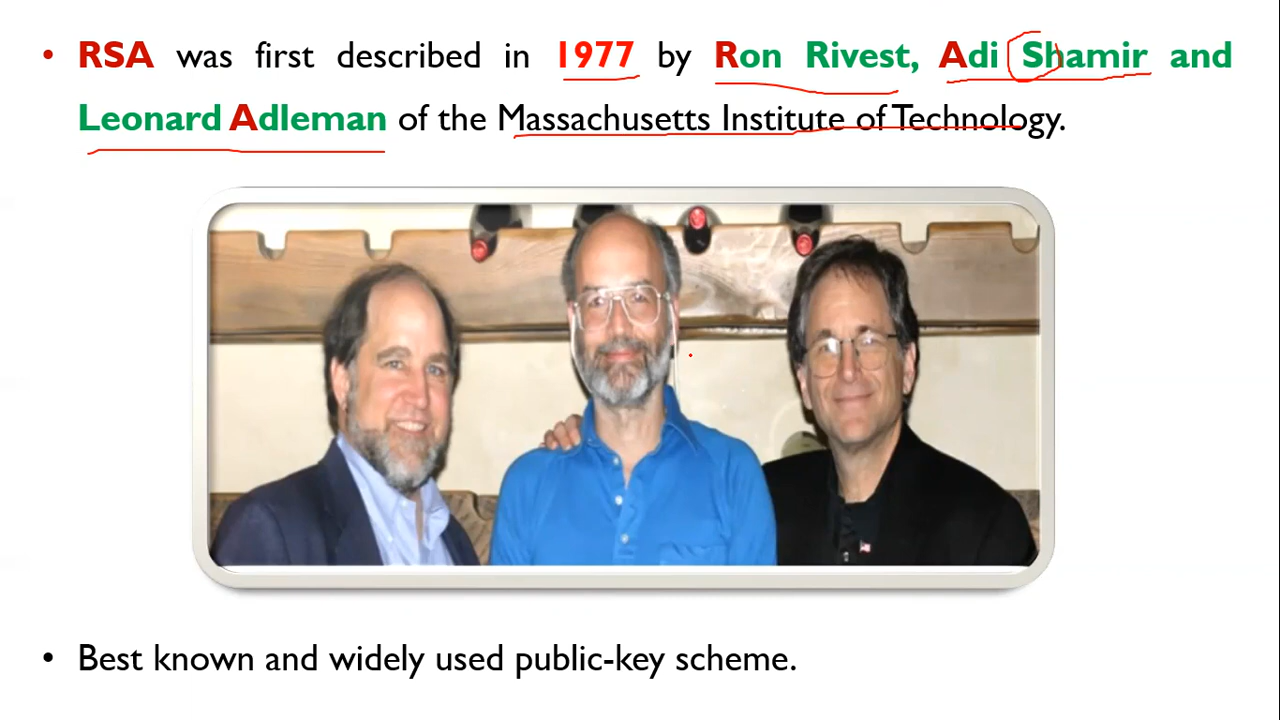 • RSA was first described in 1977 by Ron Rivest, Adi Shamir and
Leonard Adleman of the Massachusetts Institute of Technology.
• Best known and widely used public-key scheme.